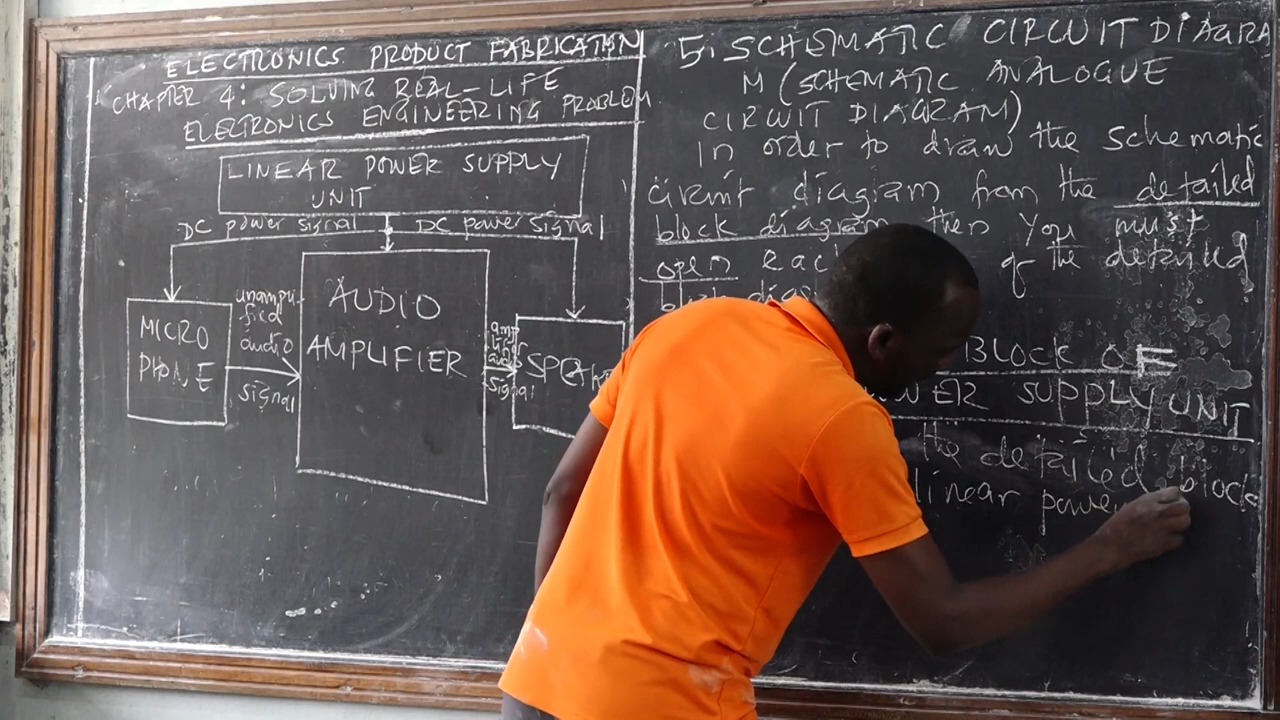 ELECTRONICS PRODUCT FABRICATION
CHAPTER 4: SOLVING REAL-LIFE
ELECTRONICS ENGINEERING PROBLEM
LINEAR POWER SUPPLY
UNIT
DC power signal
DC power signal
MICRO
PHONE
unampli
fied
audio
signal
AUDIO
AMPLIFIER
signal
5. SCHEMATIC CIRCUIT DIAGRA
M (SCHEMATIC ANALOGUE
CIRCUIT DIAGRAM)
In order to draw the schematic
circuit diagram from the detailed
block diagram then you must
open of the detailed
BLOCK OF
SUPPLY UNIT
the detailed block
linear power